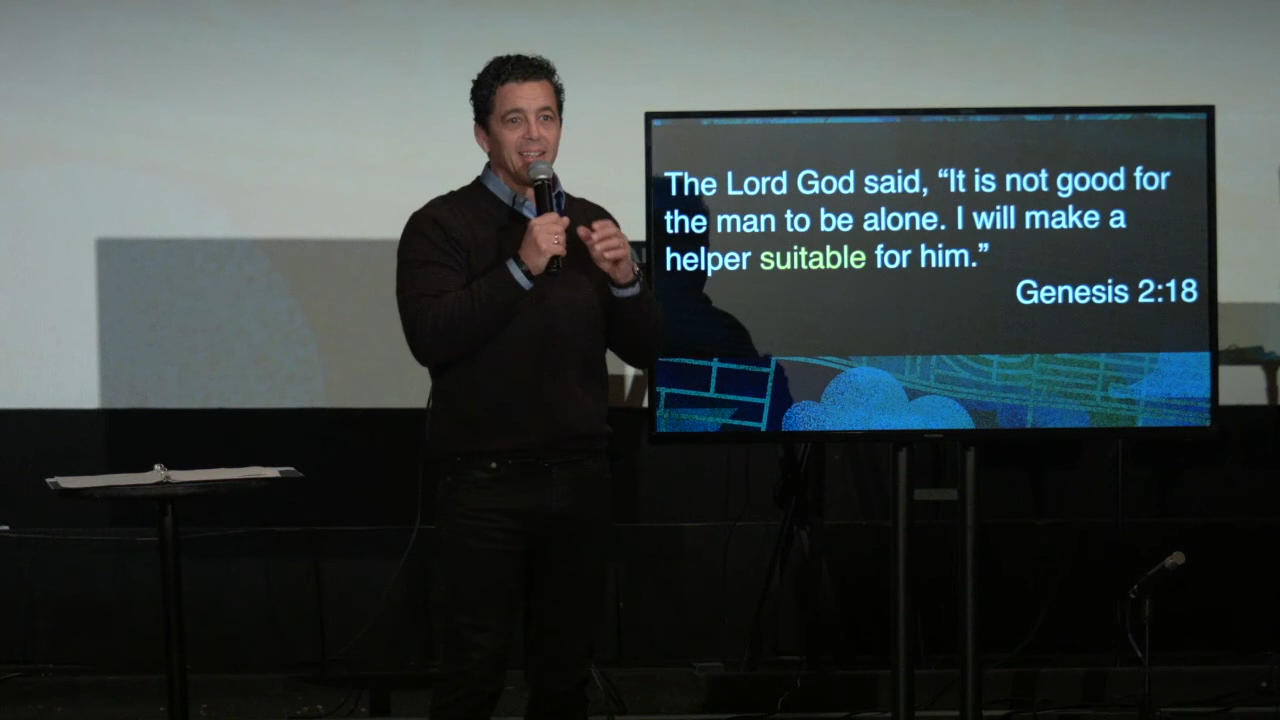 The Lord God said, “It is not good for
the man to be alone. I will make a
helper suitable for him.”
Genesis 2:18